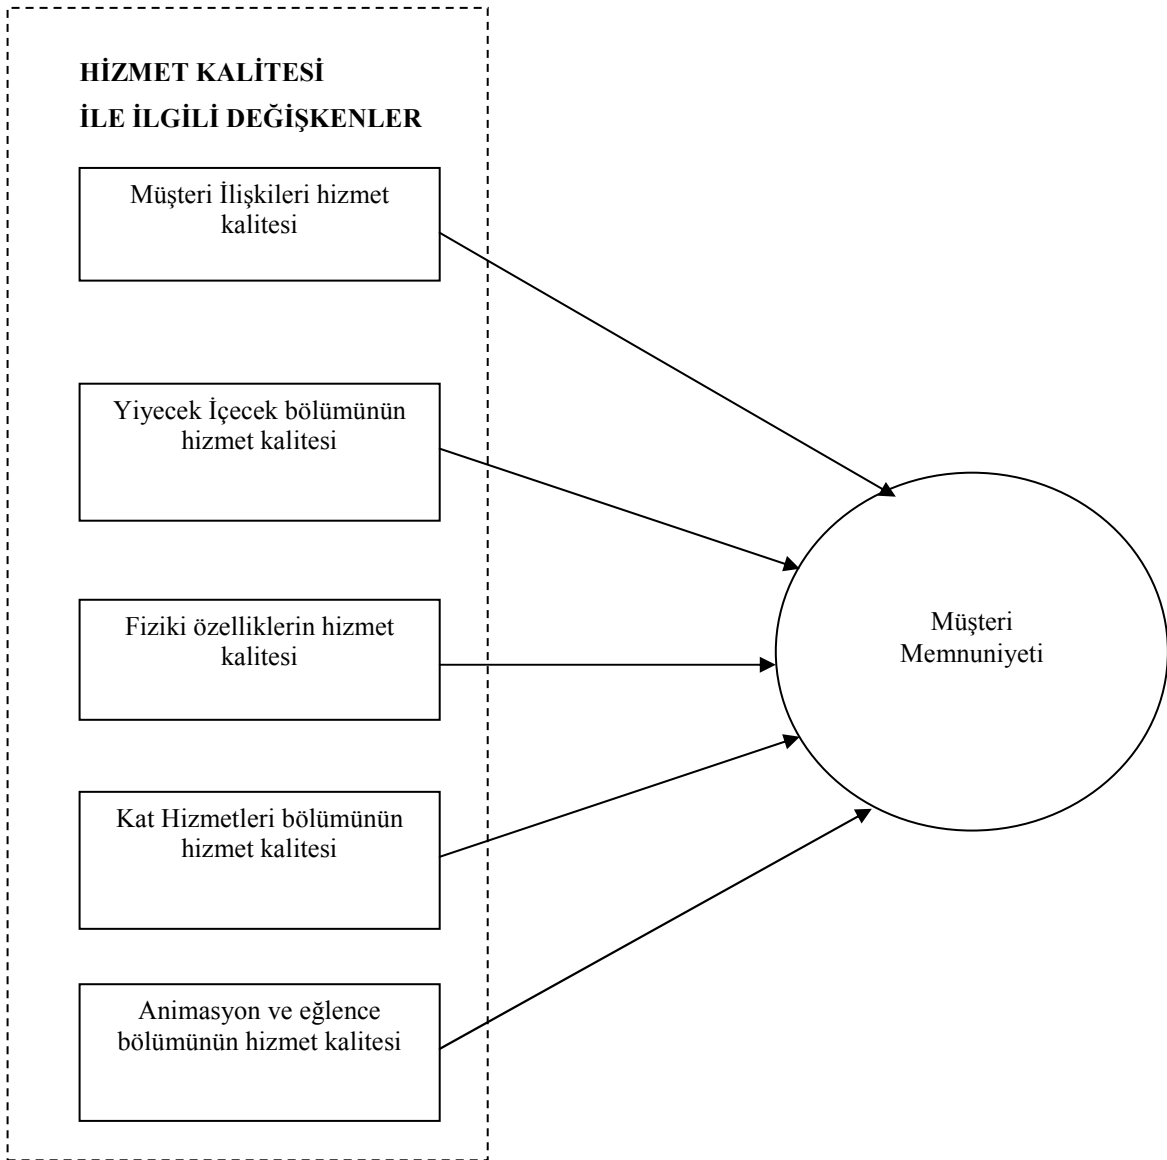 HİZMET KALİTESİ
İLE İLGİLİ DEĞİŞKENLER
Müşteri İlişkileri hizmet
kalitesi
Yiyecek İçecek bölümünün
hizmet kalitesi
Fiziki özelliklerin hizmet
kalitesi
Kat Hizmetleri bölümünün
hizmet kalitesi
Animasyon ve eğlence
bölümünün hizmet kalitesi
Müşteri
Memnuniyeti